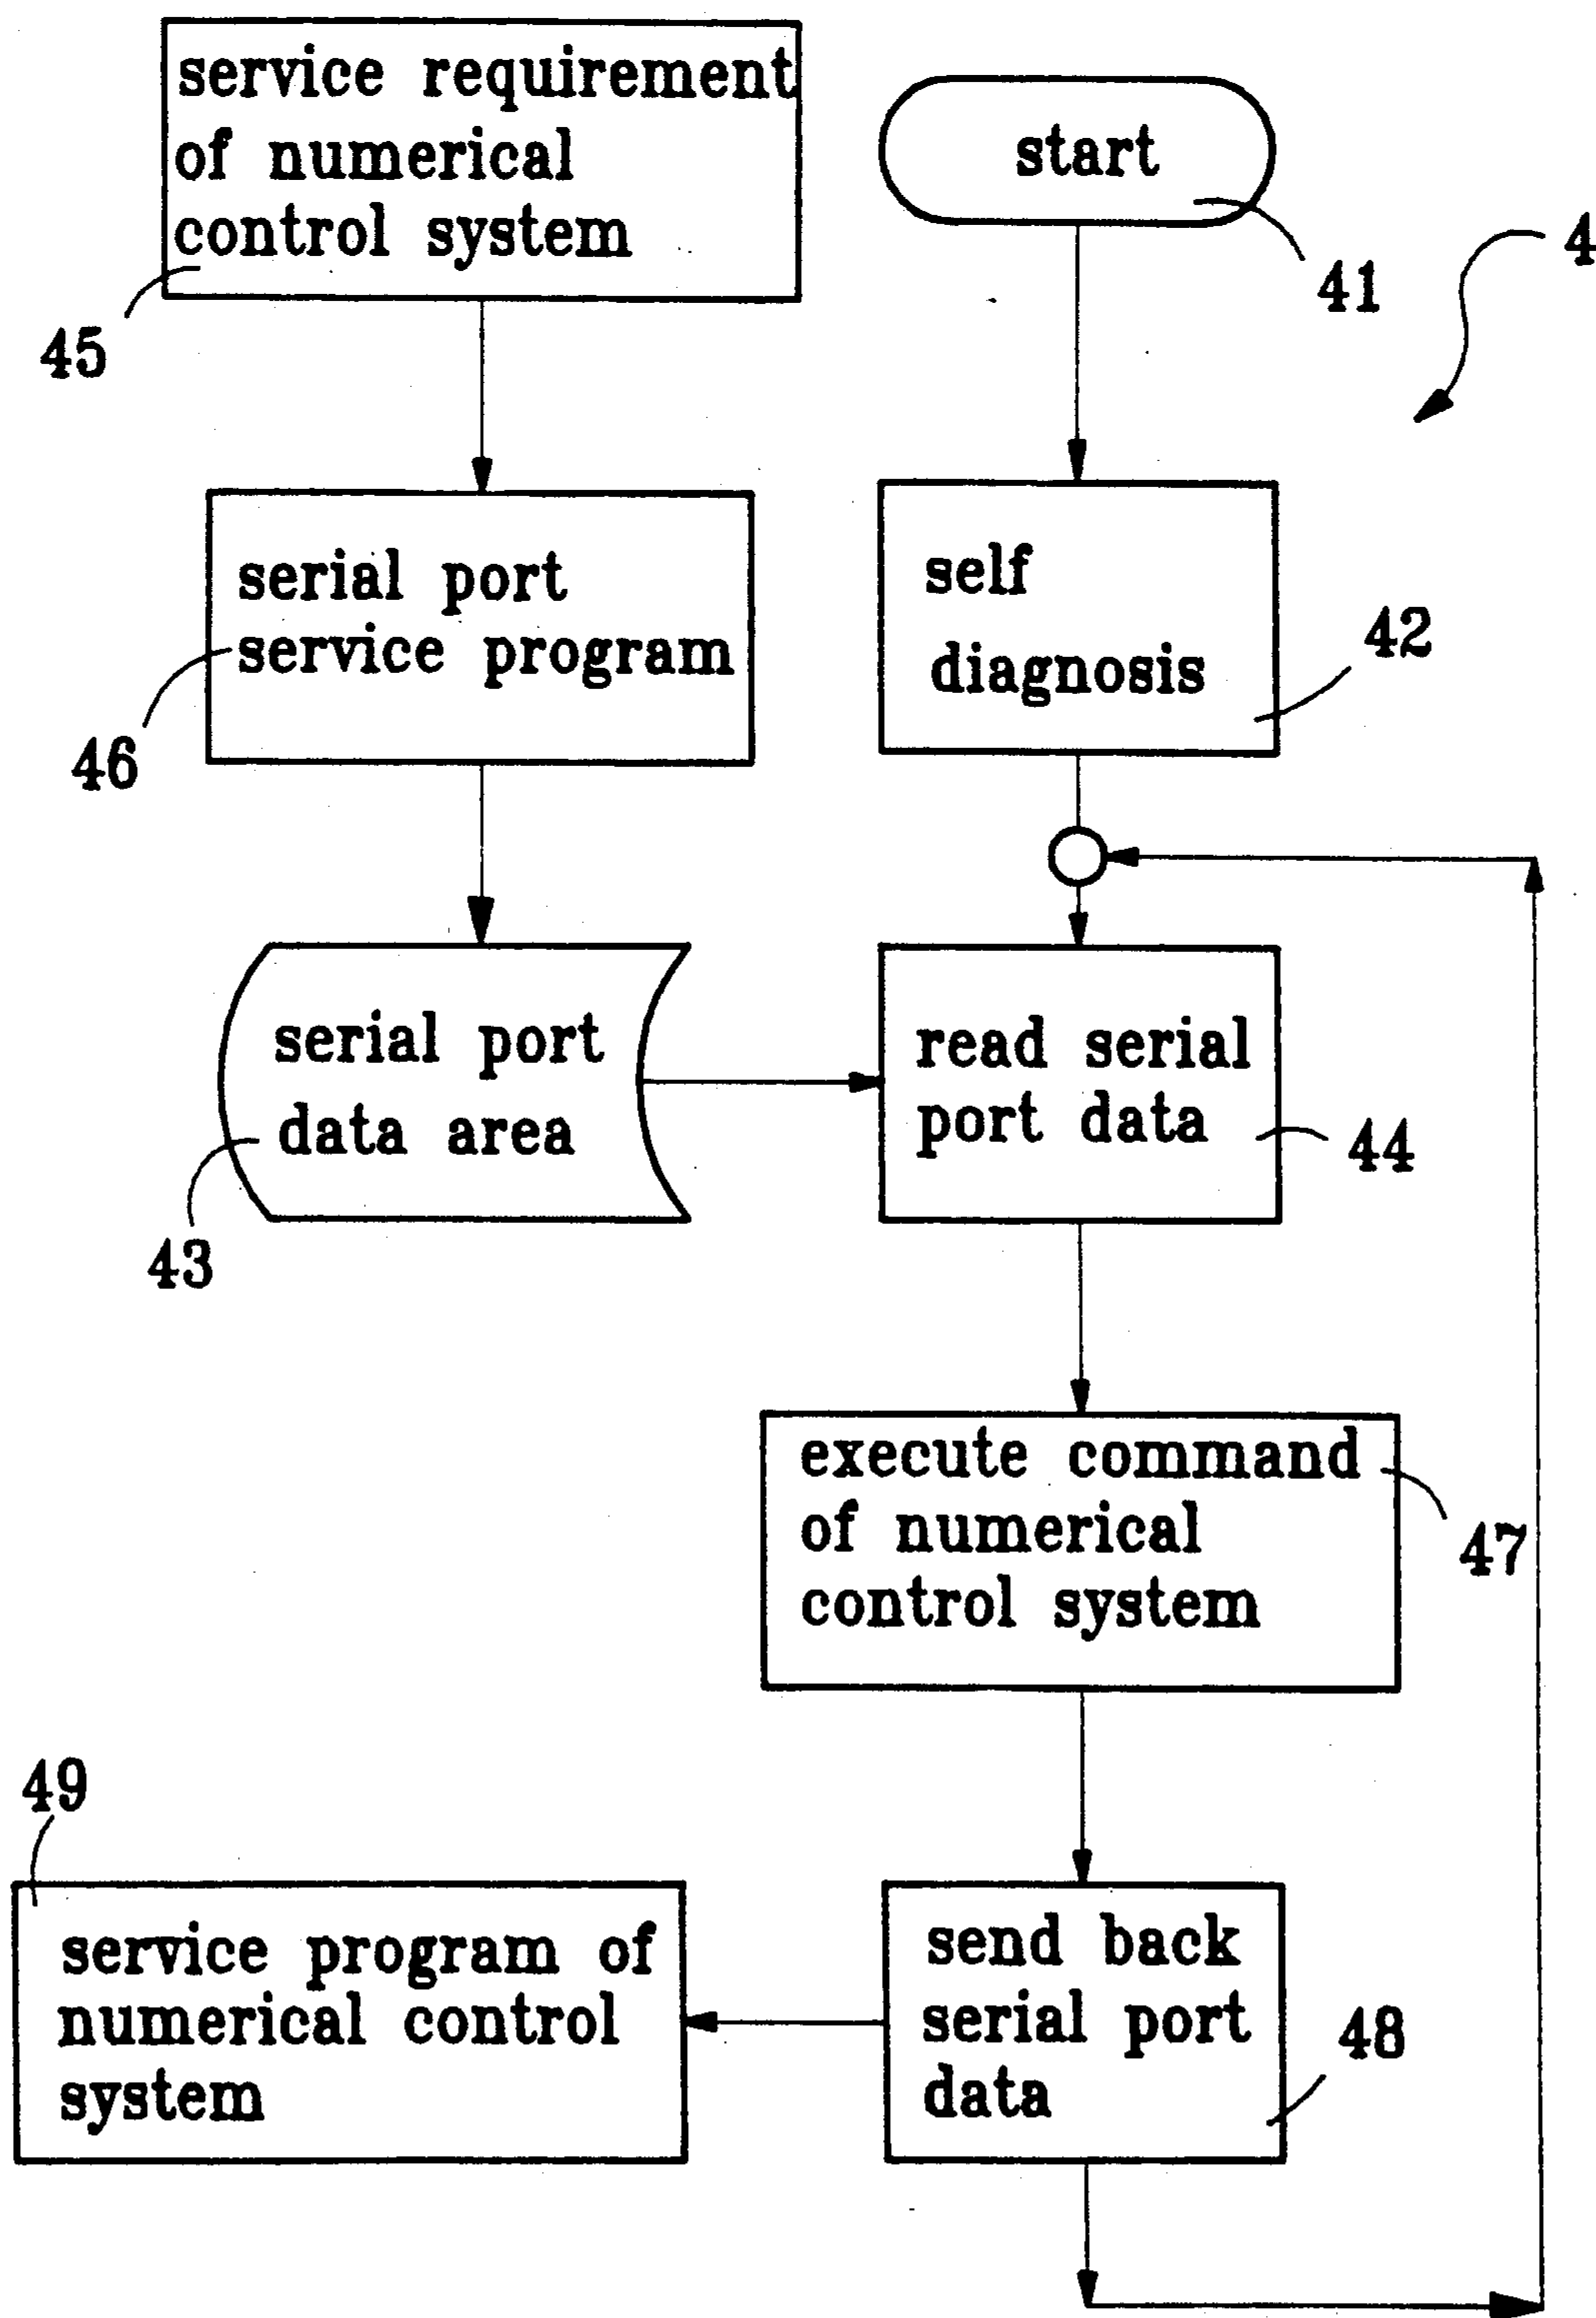 service requirement
of numerical
control system
45
start
41
4
serial port
service program
46
self
diagnosis
42
serial port
data area
43
read serial
port data
44
execute command
of numerical
control system
47
49
service program of
numerical control
system
send back
serial port
data
48